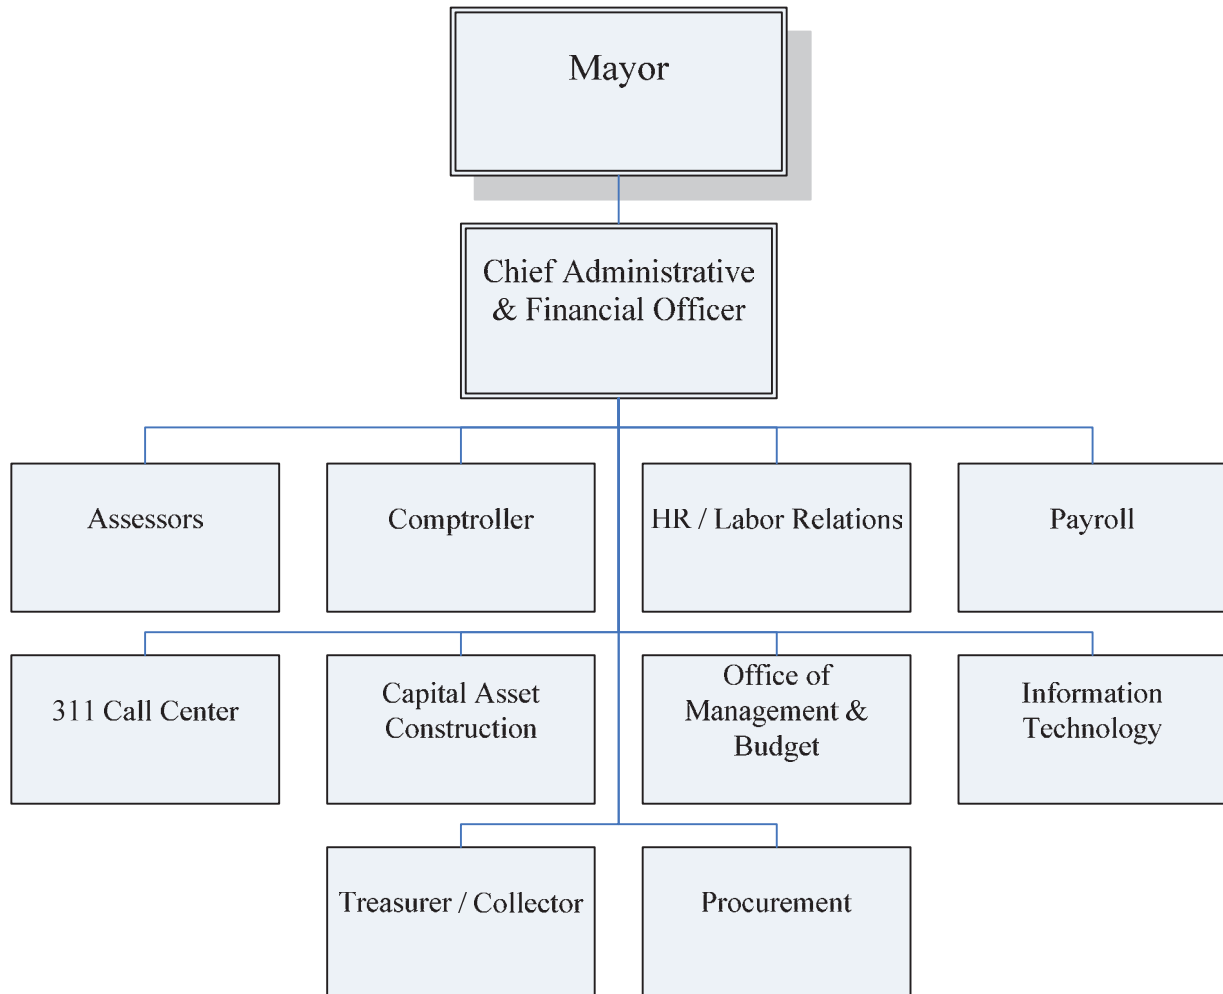 Mayor
Chief Administrative
& Financial Officer
Assessors
Comptroller
HR / Labor Relations
Payroll
311 Call Center
Capital Asset
Construction
Office of
Management &
Budget
Information
Technology
Treasurer / Collector
Procurement